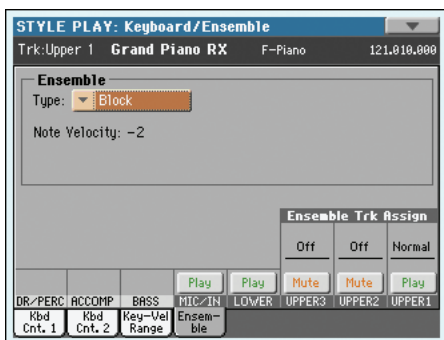 STYLE PLAY: Keyboard/Ensemble
Trk:Upper 1 Grand Piano RX F-Piano 121.010.000
Ensemble
Type: Block
Note Velocity: -2
Ensemble Trk Assign
Off Off Normal
Play Play Mute Mute Play
DR/PERC ACCOMP BASS MIC/IN LOWER UPPER3 UPPER2 UPPER1
Kbd Kbd Key-Vel Ensem-
Cnt. 1 Cnt. 2 Range ble